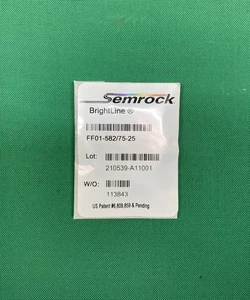 Semrock
BrightLine ®
FF01-582/75-25
Lot:
210539-A11001
W/O:
113843
US Patent #6,809,859 & Pending